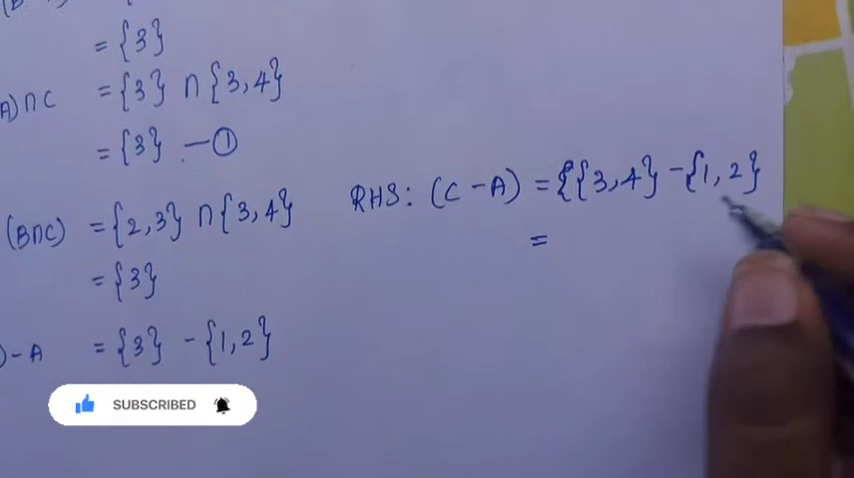 = {3}
A)∩C = {3} ∩ {3,4}
= {3} —①
(B∩C) = {2,3} ∩ {3,4}
= {3}
)-A = {3} - {1,2}
RHS: (C - A) = {{3,4} - {1,2}
=
SUBSCRIBED